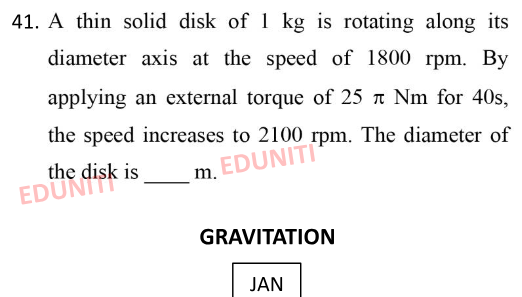 41. A thin solid disk of 1 kg is rotating along its
diameter axis at the speed of 1800 rpm. By
applying an external torque of 25 π Nm for 40s,
the speed increases to 2100 rpm. The diameter of
the disk is ____ m.
EDUNITI
EDUNITI
GRAVITATION
JAN